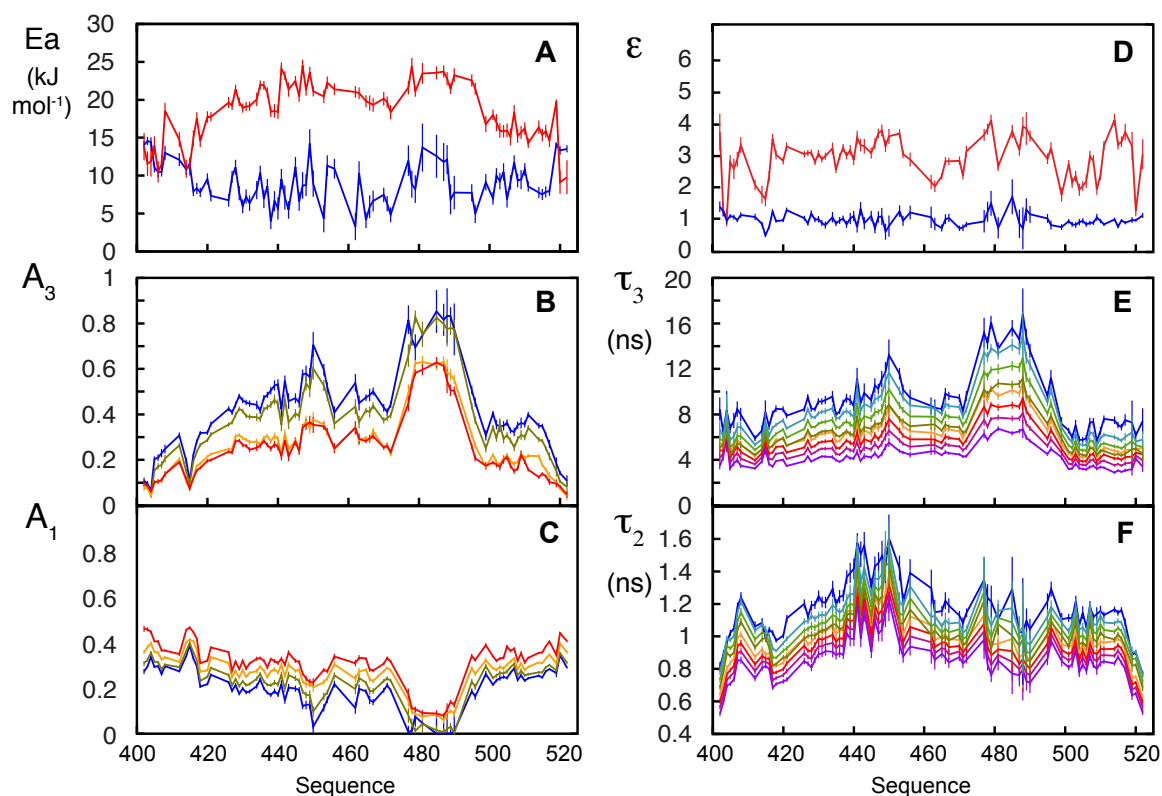 Ea
(kJ
mol⁻¹)
30
25
20
15
10
5
0
A
ε
6
5
4
3
2
1
0
D
A₃
1
0.8
0.6
0.4
0.2
0
B
τ₃
(ns)
20
16
12
8
4
0
E
A₁
0.8
0.6
0.4
0.2
0
C
400 420 440 460 480 500 520
Sequence
τ₂
(ns)
1.6
1.4
1.2
1
0.8
0.6
0.4
F
400 420 440 460 480 500 520
Sequence